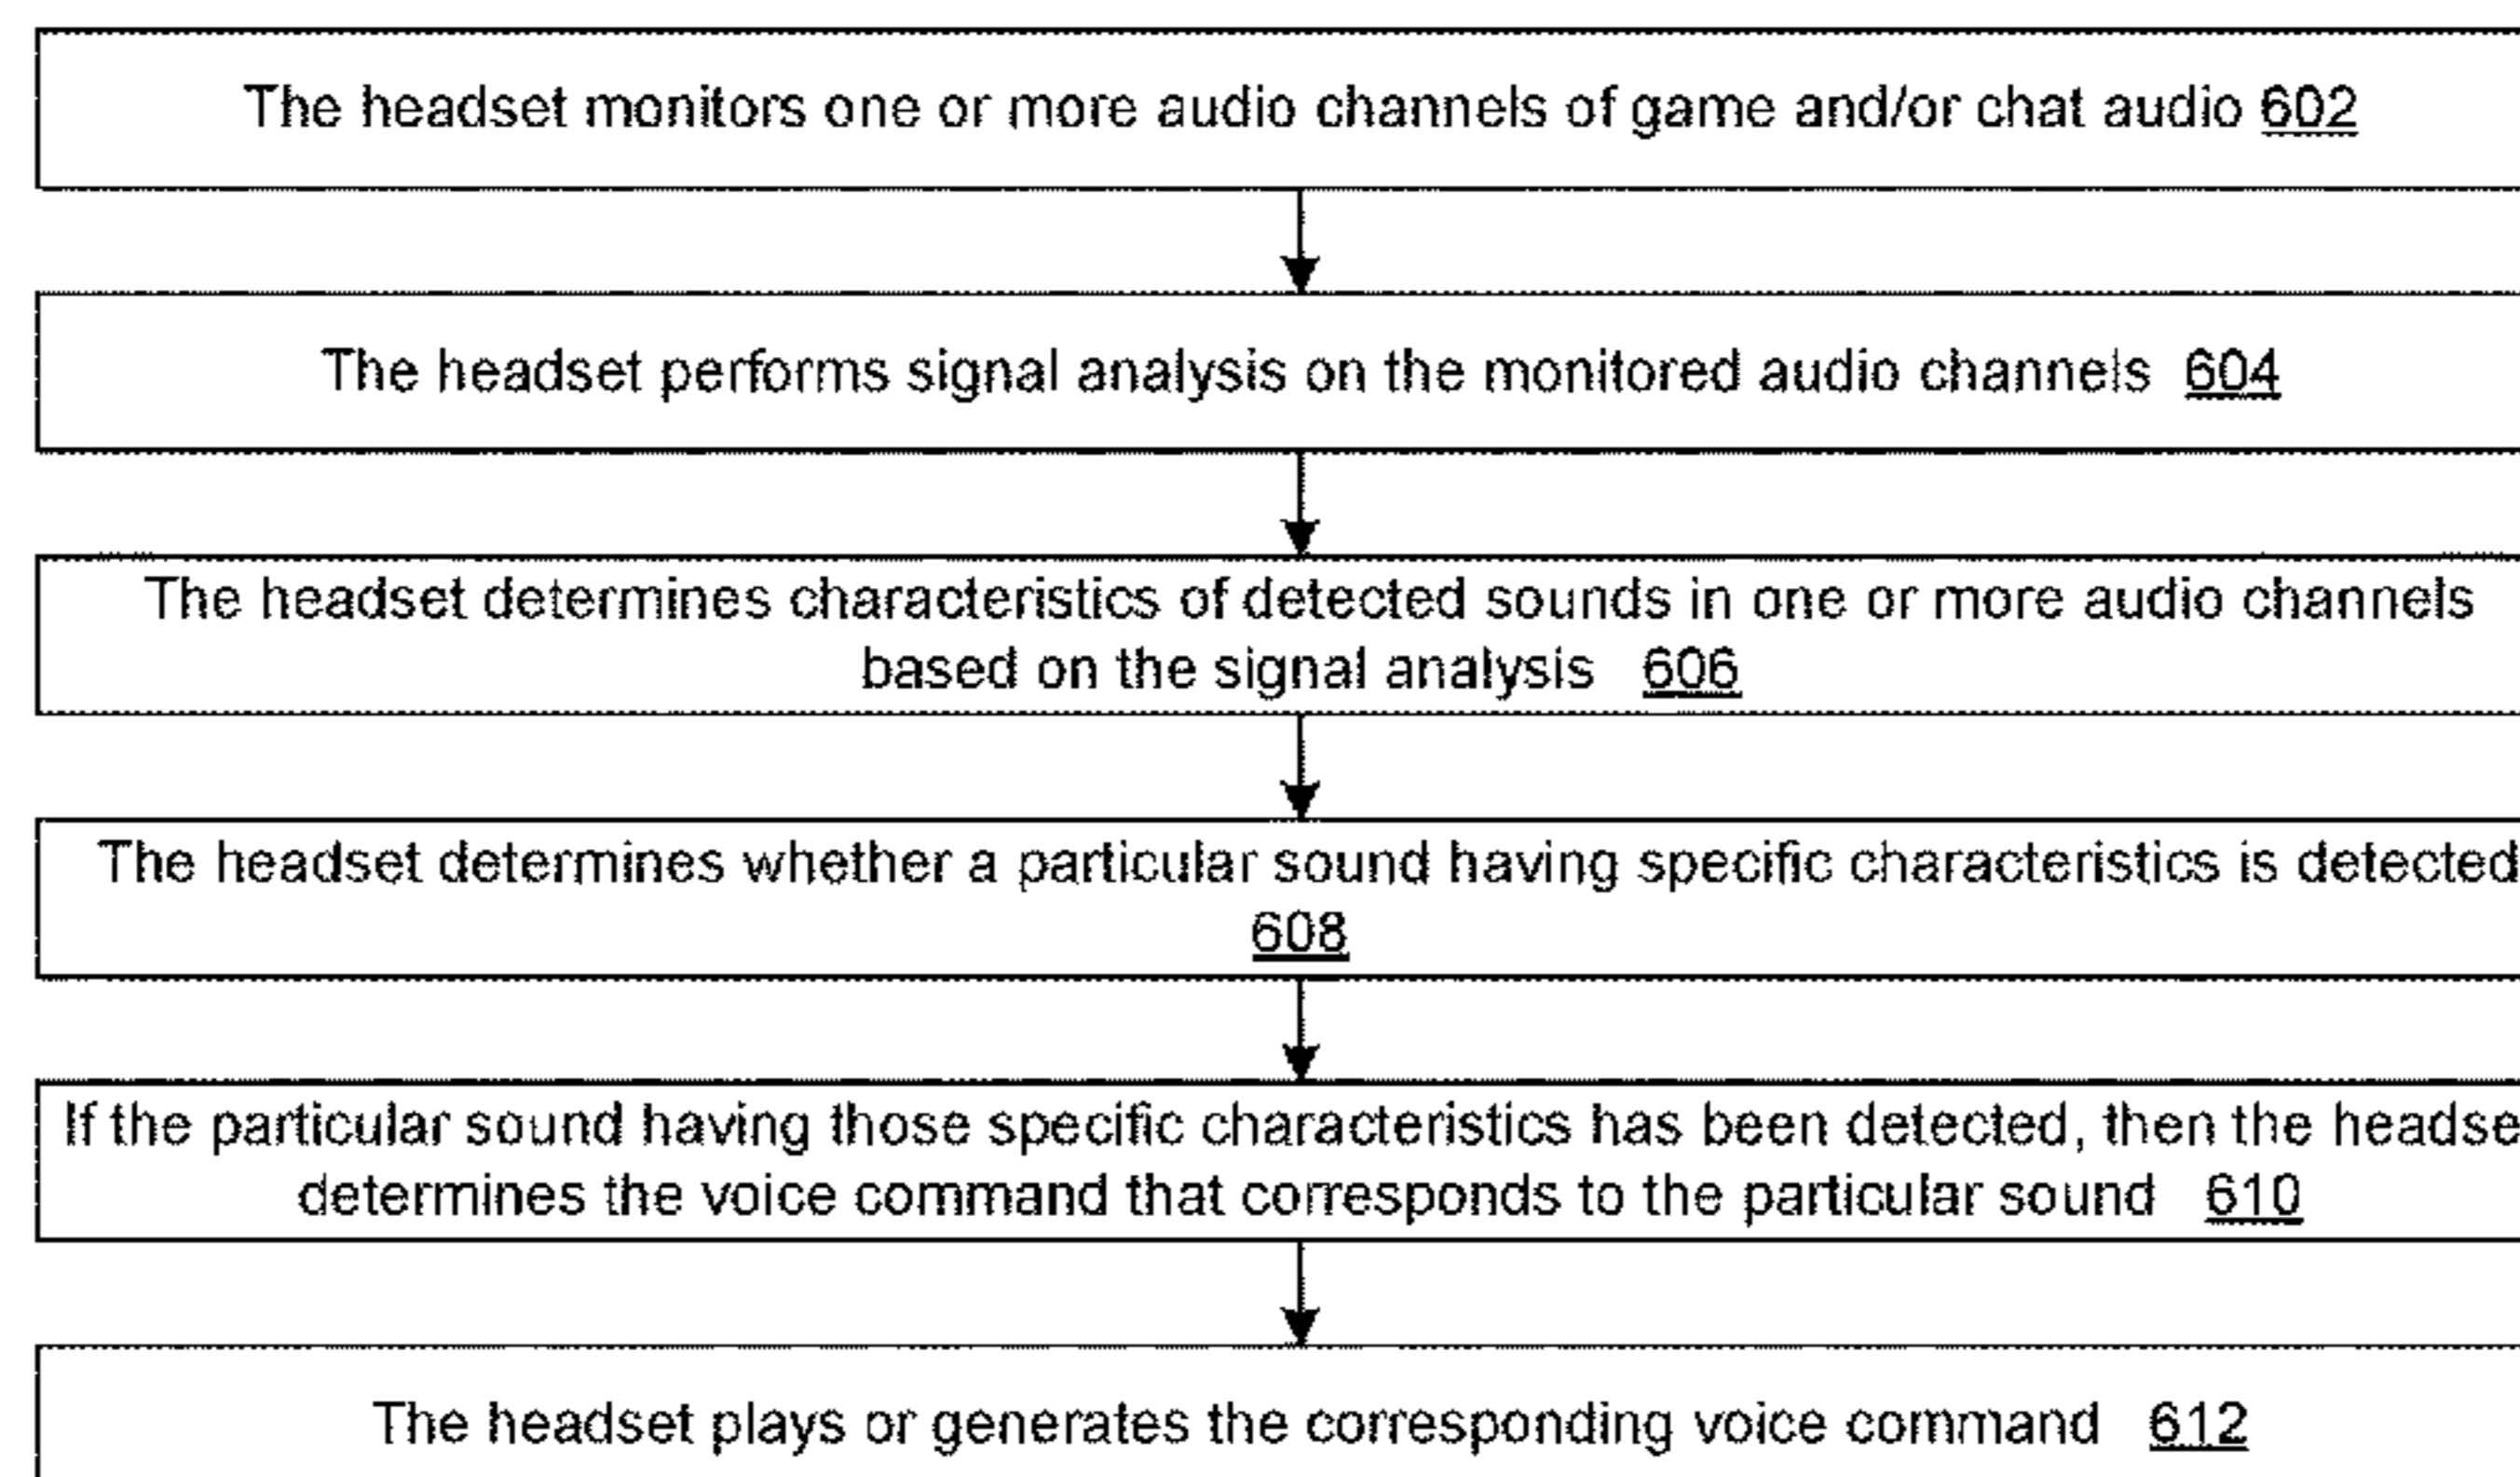 The headset monitors one or more audio channels of game and/or chat audio 602
The headset performs signal analysis on the monitored audio channels 604
The headset determines characteristics of detected sounds in one or more audio channels
based on the signal analysis 606
The headset determines whether a particular sound having specific characteristics is detected
608
If the particular sound having those specific characteristics has been detected, then the headse
determines the voice command that corresponds to the particular sound 610
The headset plays or generates the corresponding voice command 612